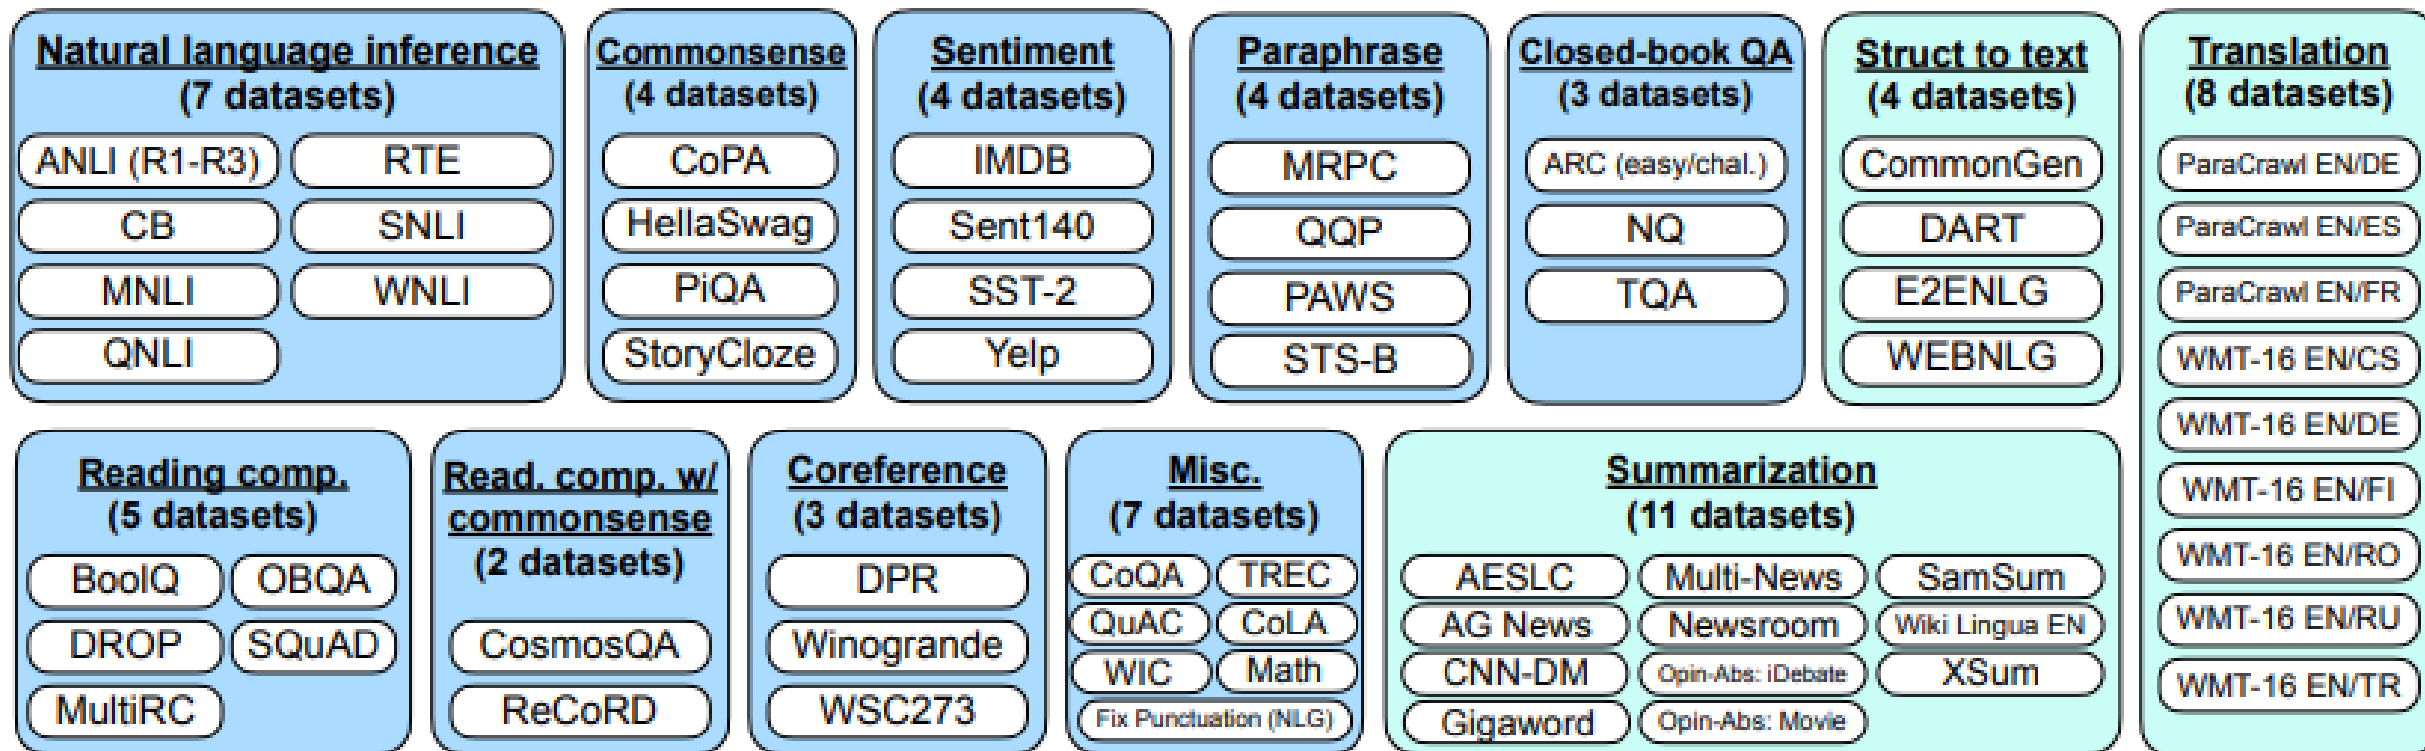 Natural language inference
(7 datasets)
ANLI (R1-R3)
RTE
CB
SNLI
MNLI
WNLI
QNLI
Commonsense
(4 datasets)
CoPA
HellaSwag
PiQA
StoryCloze
Sentiment
(4 datasets)
IMDB
Sent140
SST-2
Yelp
Paraphrase
(4 datasets)
MRPC
QQP
PAWS
STS-B
Closed-book QA
(3 datasets)
ARC (easy/chal.)
NQ
TQA
Struct to text
(4 datasets)
CommonGen
DART
E2ENLG
WEBNLG
Translation
(8 datasets)
ParaCrawl EN/DE
ParaCrawl EN/ES
ParaCrawl EN/FR
WMT-16 EN/CS
WMT-16 EN/DE
WMT-16 EN/FI
WMT-16 EN/RO
WMT-16 EN/RU
WMT-16 EN/TR
Reading comp.
(5 datasets)
BoolQ
OBQA
DROP
SQuAD
MultiRC
Read. comp. w/
commonsense
(2 datasets)
CosmosQA
ReCoRD
Coreference
(3 datasets)
DPR
Winogrande
WSC273
Misc.
(7 datasets)
CoQA
TREC
QuAC
CoLA
WIC
Math
Fix Punctuation (NLG)
Summarization
(11 datasets)
AESLC
Multi-News
SamSum
AG News
Newsroom
Wiki Lingua EN
CNN-DM
Opin-Abs: iDebate
XSum
Gigaword
Opin-Abs: Movie